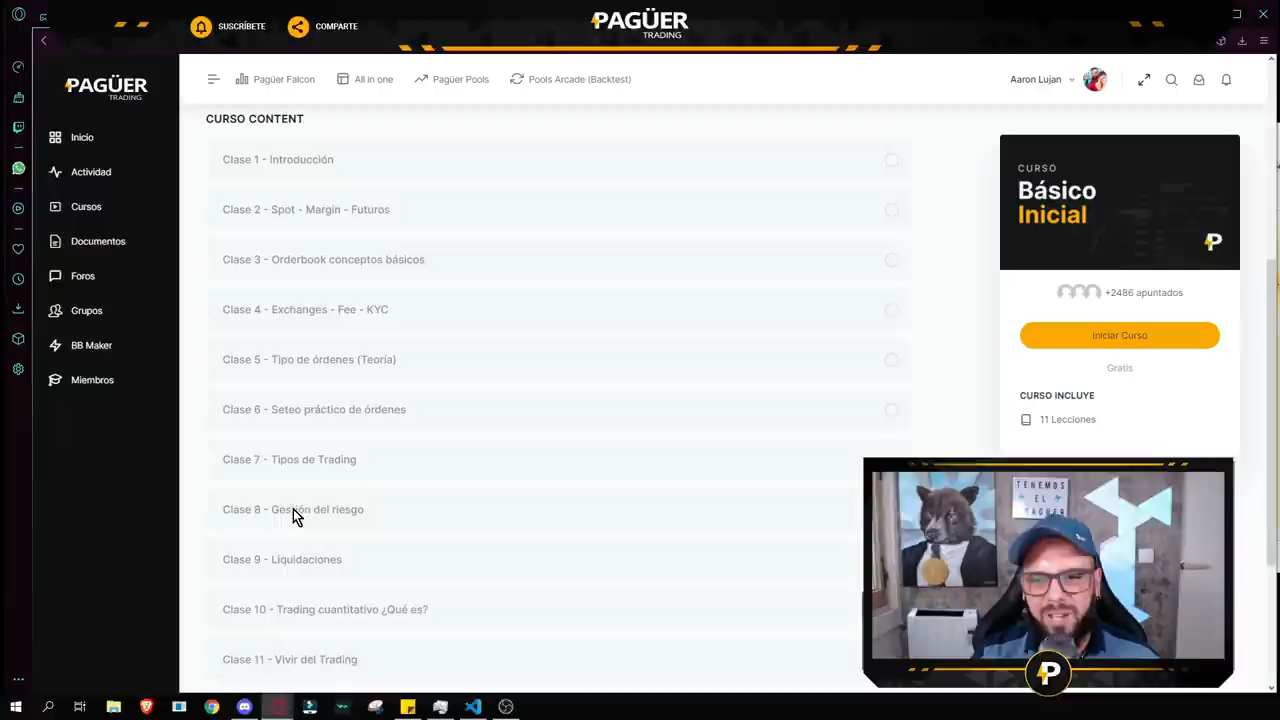 SUSCRÍBETE
COMPARTE
PAGÜER
TRADING
PAGÜER
TRADING
Pagüer Falcon
All in one
Pagüer Pools
Pools Arcade (Backtest)
Aaron Lujan
Inicio
Actividad
Cursos
Documentos
Foros
Grupos
BB Maker
Miembros
CURSO CONTENT
Clase 1 - Introducción
Clase 2 - Spot - Margin - Futuros
Clase 3 - Orderbook conceptos básicos
Clase 4 - Exchanges - Fee - KYC
Clase 5 - Tipo de órdenes (Teoría)
Clase 6 - Seteo práctico de órdenes
Clase 7 - Tipos de Trading
Clase 8 - Gestión del riesgo
Clase 9 - Liquidaciones
Clase 10 - Trading cuantitativo ¿Qué es?
Clase 11 - Vivir del Trading
CURSO
Básico
Inicial
+2486 apuntados
Iniciar Curso
Gratis
CURSO INCLUYE
11 Lecciones
TENEMOS
EL
PAGUER